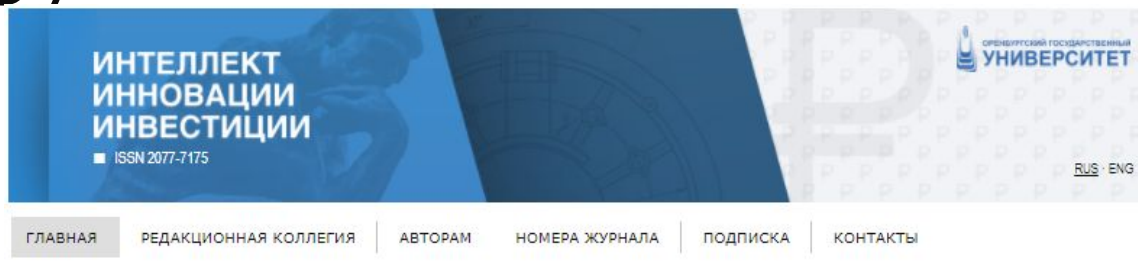 ИНТЕЛЛЕКТ
ИННОВАЦИИ
ИНВЕСТИЦИИ
ISSN 2077-7175
ОРЕНБУРГСКИЙ ГОСУДАРСТВЕННЫЙ
УНИВЕРСИТЕТ
RUS · ENG
ГЛАВНАЯ РЕДАКЦИОННАЯ КОЛЛЕГИЯ АВТОРАМ НОМЕРА ЖУРНАЛА ПОДПИСКА КОНТАКТЫ